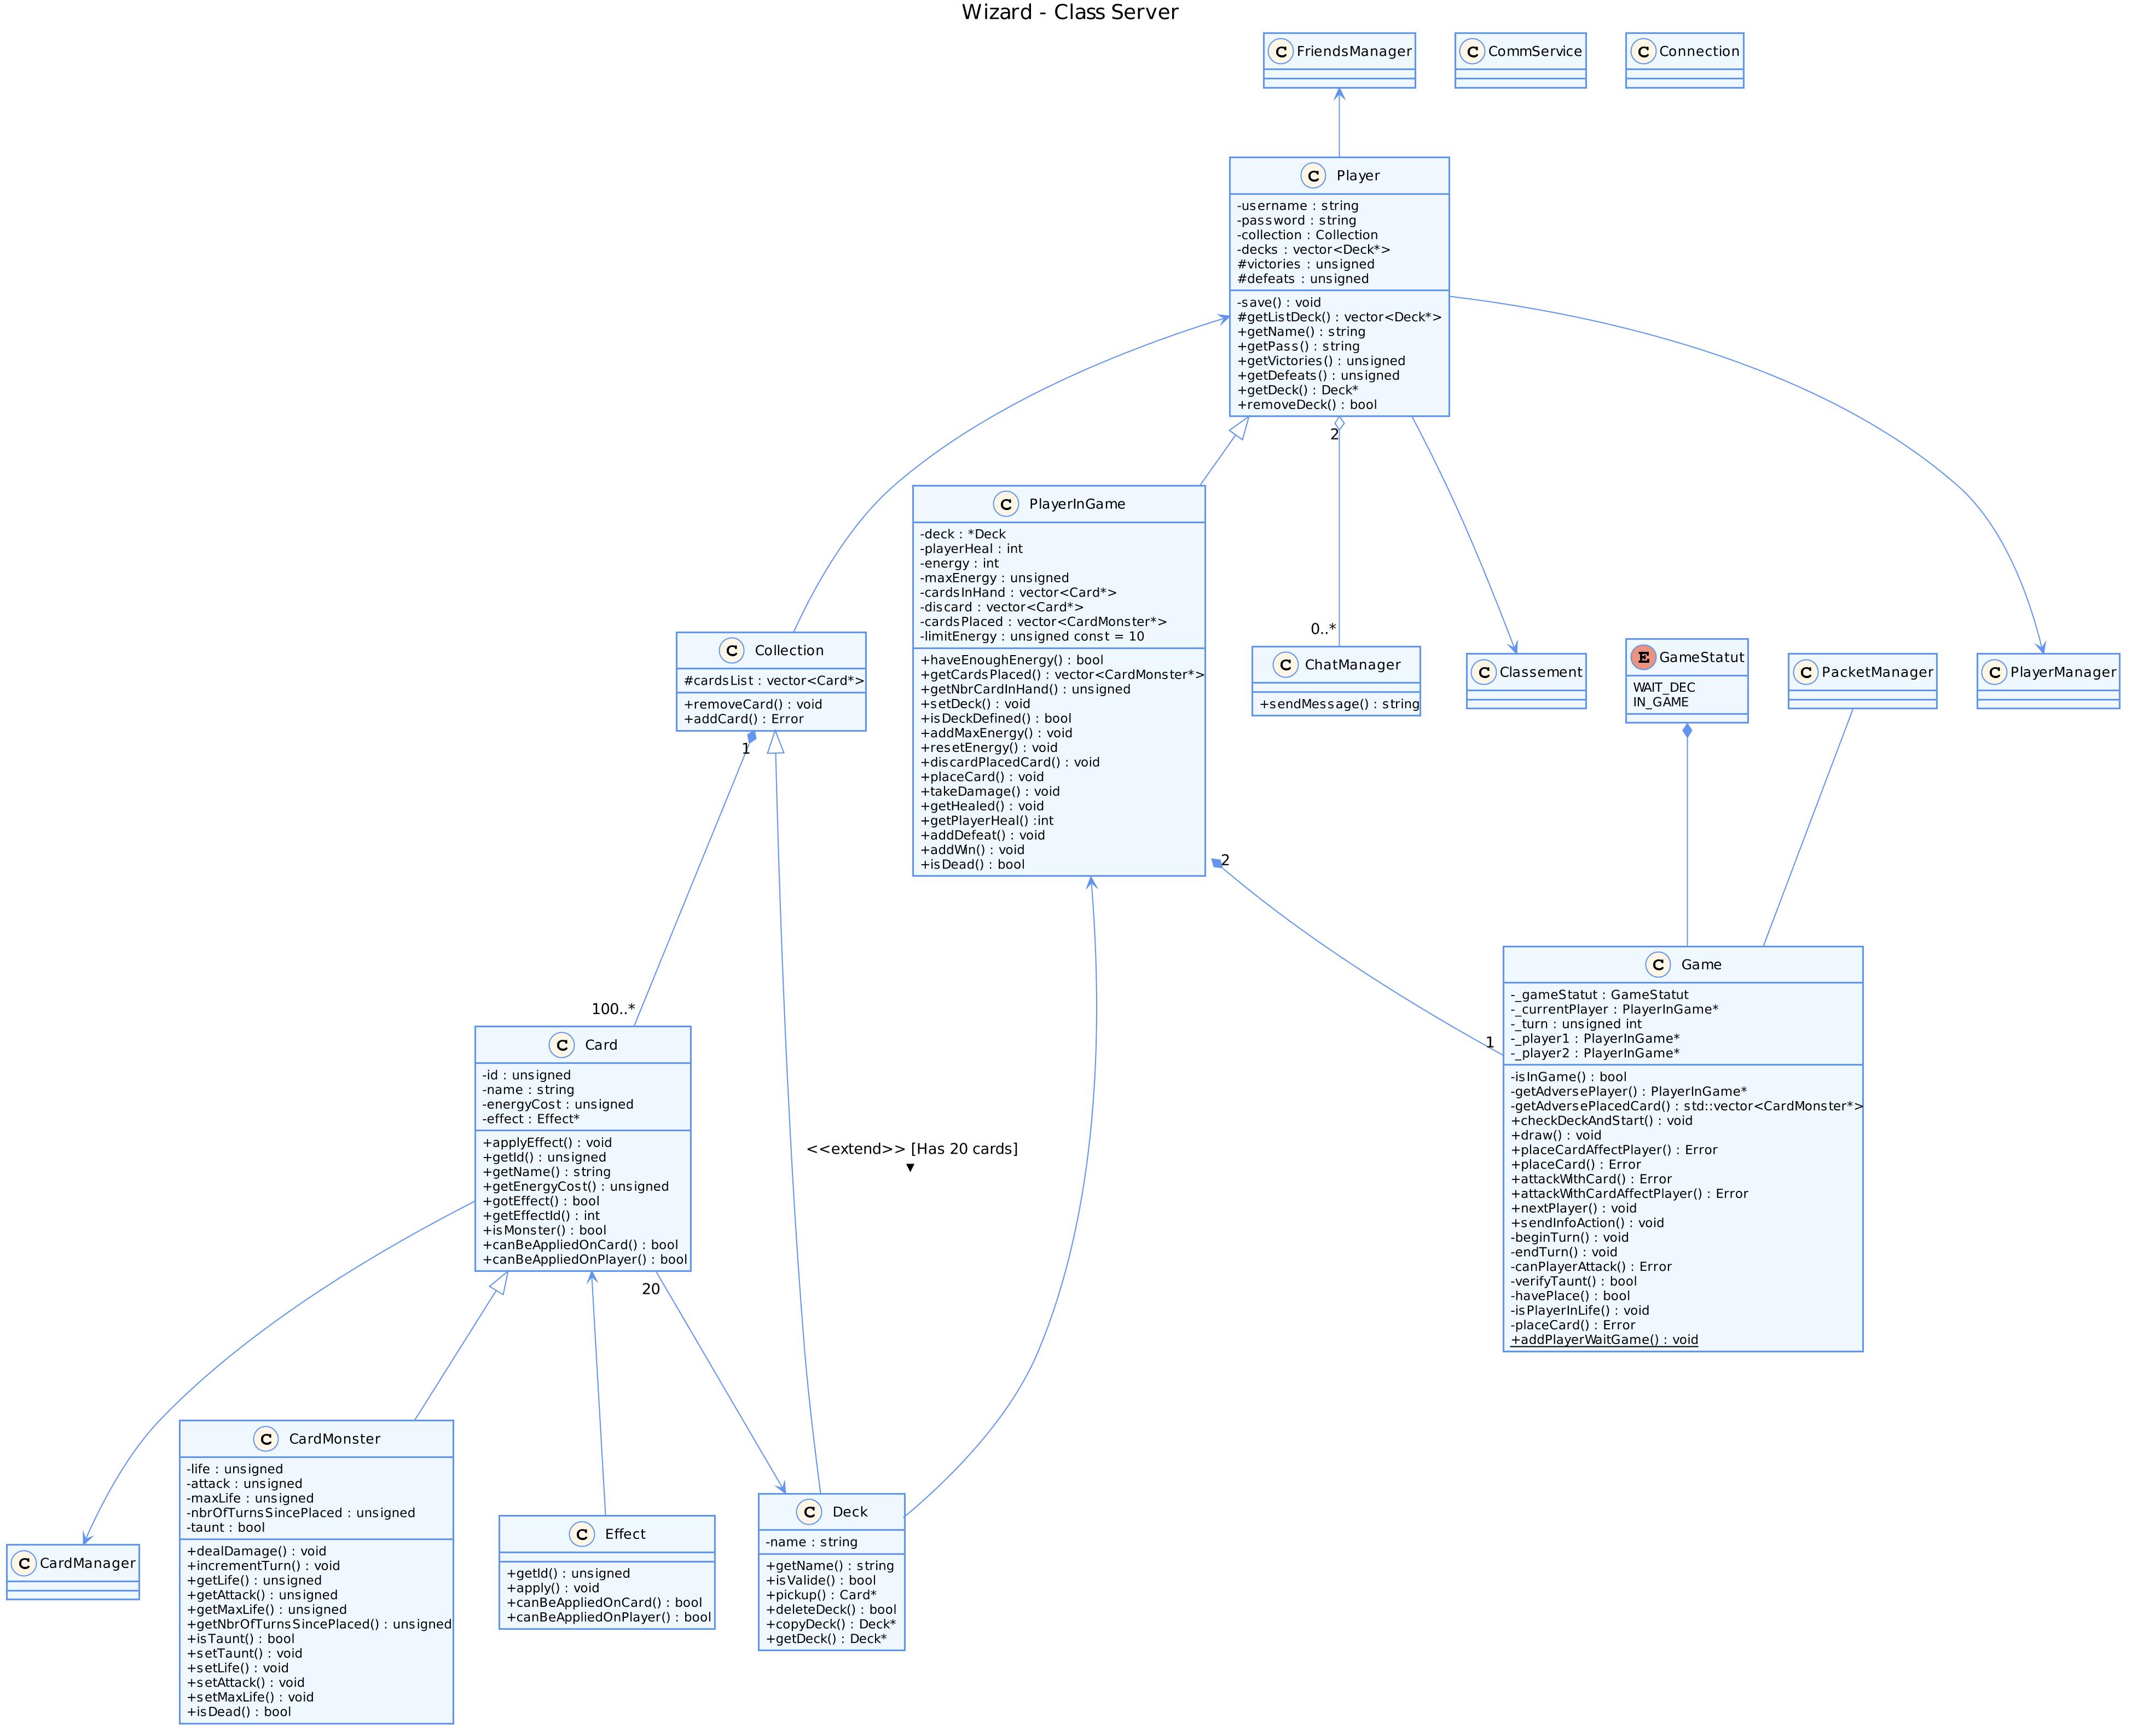 Wizard - Class Server
C FriendsManager
C CommService
C Connection
C Player
-username : string
-password : string
-collection : Collection
-decks : vector<Deck*>
#victories : unsigned
#defeats : unsigned
-save() : void
#getListDeck() : vector<Deck*>
+getName() : string
+getPass() : string
+getVictories() : unsigned
+getDefeats() : unsigned
+getDeck() : Deck*
+removeDeck() : bool
2
C PlayerInGame
-deck : *Deck
-playerHeal : int
-energy : int
-maxEnergy : unsigned
-cardsInHand : vector<Card*>
-discard : vector<Card*>
-cardsPlaced : vector<CardMonster*>
-limitEnergy : unsigned const = 10
+haveEnoughEnergy() : bool
+getCardsPlaced() : vector<CardMonster*>
+getNbrCardInHand() : unsigned
+setDeck() : void
+isDeckDefined() : bool
+addMaxEnergy() : void
+resetEnergy() : void
+discardPlacedCard() : void
+placeCard() : void
+takeDamage() : void
+getHealed() : void
+getPlayerHeal() :int
+addDefeat() : void
+addWin() : void
+isDead() : bool
2
C Collection
#cardsList : vector<Card*>
+removeCard() : void
+addCard() : Error
1
0..*
C ChatManager
+sendMessage() : string
C Classement
E GameStatut
WAIT_DEC
IN_GAME
C PacketManager
C PlayerManager
1
C Game
-_gameStatut : GameStatut
-_currentPlayer : PlayerInGame*
-_turn : unsigned int
-_player1 : PlayerInGame*
-_player2 : PlayerInGame*
-isInGame() : bool
-getAdversePlayer() : PlayerInGame*
-getAdversePlacedCard() : std::vector<CardMonster*>
+checkDeckAndStart() : void
+draw() : void
+placeCardAffectPlayer() : Error
+placeCard() : Error
+attackWithCard() : Error
+attackWithCardAffectPlayer() : Error
+nextPlayer() : void
+sendInfoAction() : void
-beginTurn() : void
-endTurn() : void
-canPlayerAttack() : Error
-verifyTaunt() : bool
-havePlace() : bool
-isPlayerInLife() : void
-placeCard() : Error
+addPlayerWaitGame() : void
100..*
C Card
-id : unsigned
-name : string
-energyCost : unsigned
-effect : Effect*
+applyEffect() : void
+getId() : unsigned
+getName() : string
+getEnergyCost() : unsigned
+gotEffect() : bool
+getEffectId() : int
+isMonster() : bool
+canBeAppliedOnCard() : bool
+canBeAppliedOnPlayer() : bool
20
<<extend>> [Has 20 cards]
C CardManager
C CardMonster
-life : unsigned
-attack : unsigned
-maxLife : unsigned
-nbrOfTurnsSincePlaced : unsigned
-taunt : bool
+dealDamage() : void
+incrementTurn() : void
+getLife() : unsigned
+getAttack() : unsigned
+getMaxLife() : unsigned
+getNbrOfTurnsSincePlaced() : unsigned
+isTaunt() : bool
+setTaunt() : void
+setLife() : void
+setAttack() : void
+setMaxLife() : void
+isDead() : bool
C Effect
+getId() : unsigned
+apply() : void
+canBeAppliedOnCard() : bool
+canBeAppliedOnPlayer() : bool
C Deck
-name : string
+getName() : string
+isValide() : bool
+pickup() : Card*
+deleteDeck() : bool
+copyDeck() : Deck*
+getDeck() : Deck*